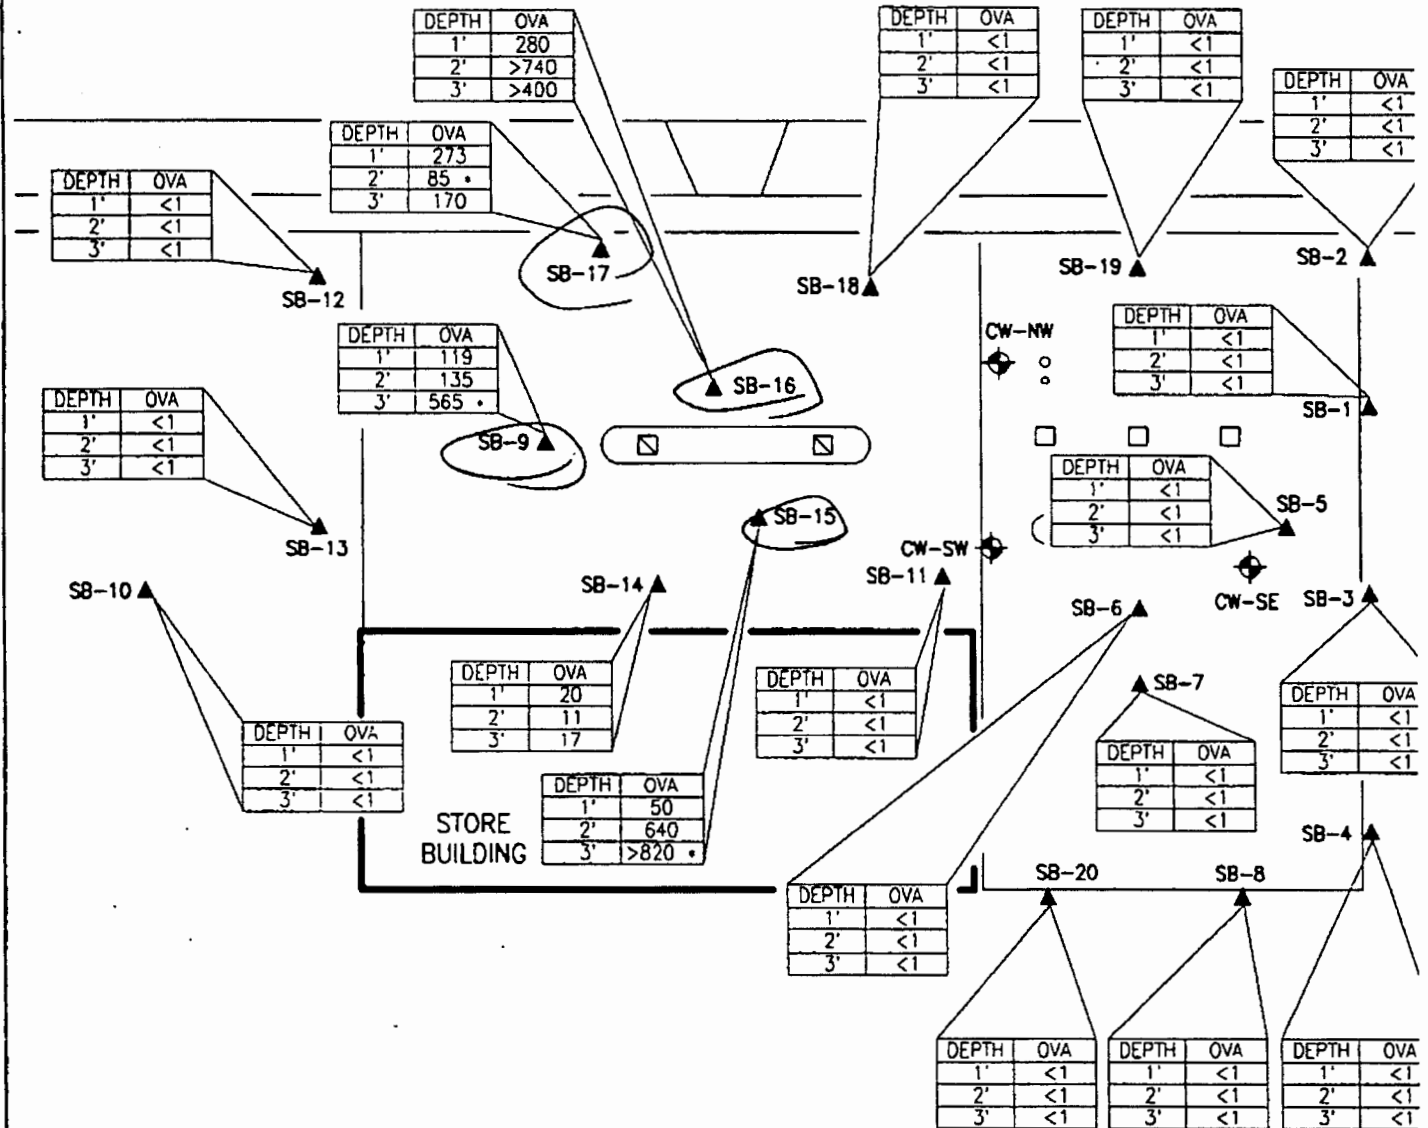 DEPTH OVA
1' 280
2' >740
3' >400
DEPTH OVA
1' <1
2' <1
3' <1
DEPTH OVA
1' <1
2' <1
3' <1
DEPTH OVA
1' <1
2' <1
3' <1
DEPTH OVA
1' 273
2' 85 *
3' 170
DEPTH OVA
1' <1
2' <1
3' <1
SB-17
SB-12
SB-18
SB-19
SB-2
DEPTH OVA
1' 119
2' 135
3' 565 *
CW-NW
DEPTH OVA
1' <1
2' <1
3' <1
SB-16
SB-1
DEPTH OVA
1' <1
2' <1
3' <1
SB-9
DEPTH OVA
1' <1
2' <1
3' <1
SB-5
SB-15
SB-13
CW-SW
SB-10
SB-14
SB-11
SB-6
CW-SE
SB-3
DEPTH OVA
1' 20
2' 11
3' 17
DEPTH OVA
1' <1
2' <1
3' <1
SB-7
DEPTH OVA
1' <1
2' <1
3' <1
DEPTH OVA
1' <1
2' <1
3' <1
DEPTH OVA
1' <1
2' <1
3' <1
STORE
BUILDING
DEPTH OVA
1' 50
2' 640
3' >820 *
SB-4
SB-20
SB-8
DEPTH OVA
1' <1
2' <1
3' <1
DEPTH OVA
1' <1
2' <1
3' <1
DEPTH OVA
1' <1
2' <1
3' <1
DEPTH OVA
1' <1
2' <1
3' <1